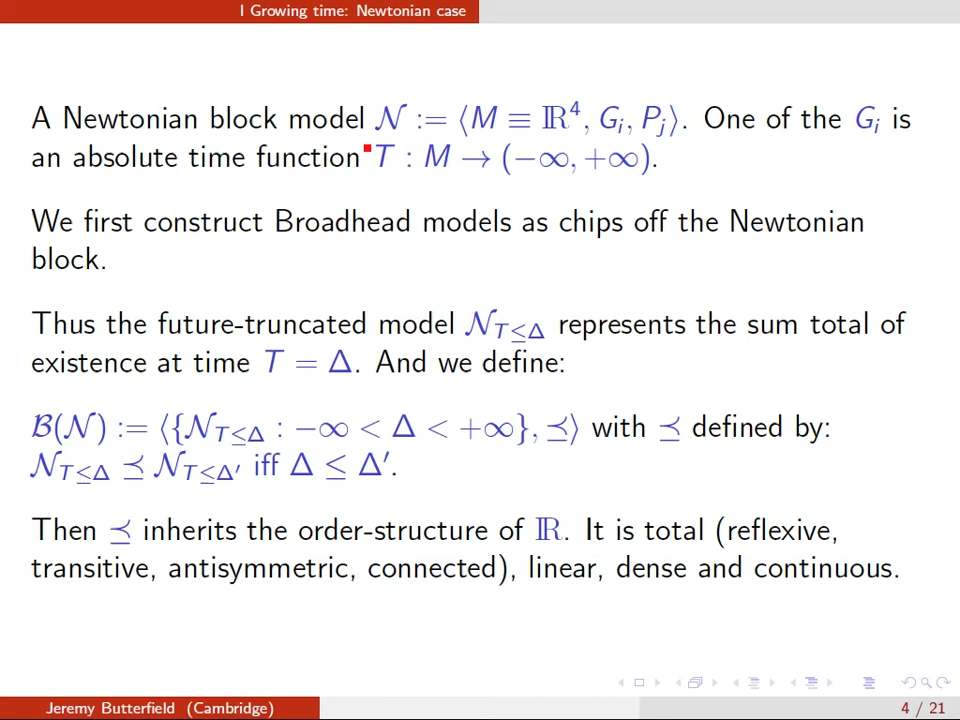 I Growing time: Newtonian case
A Newtonian block model 𝒩 := ⟨M ≡ ℝ⁴, Gᵢ, Pⱼ⟩. One of the Gᵢ is
an absolute time function T : M → (−∞, +∞).
We first construct Broadhead models as chips off the Newtonian
block.
Thus the future-truncated model 𝒩_{T≤Δ} represents the sum total of
existence at time T = Δ. And we define:
ℬ(𝒩) := ⟨{𝒩_{T≤Δ} : −∞ < Δ < +∞}, ⪯⟩ with ⪯ defined by:
𝒩_{T≤Δ} ⪯ 𝒩_{T≤Δ′} iff Δ ≤ Δ′.
Then ⪯ inherits the order-structure of ℝ. It is total (reflexive,
transitive, antisymmetric, connected), linear, dense and continuous.
Jeremy Butterfield (Cambridge)
4 / 21